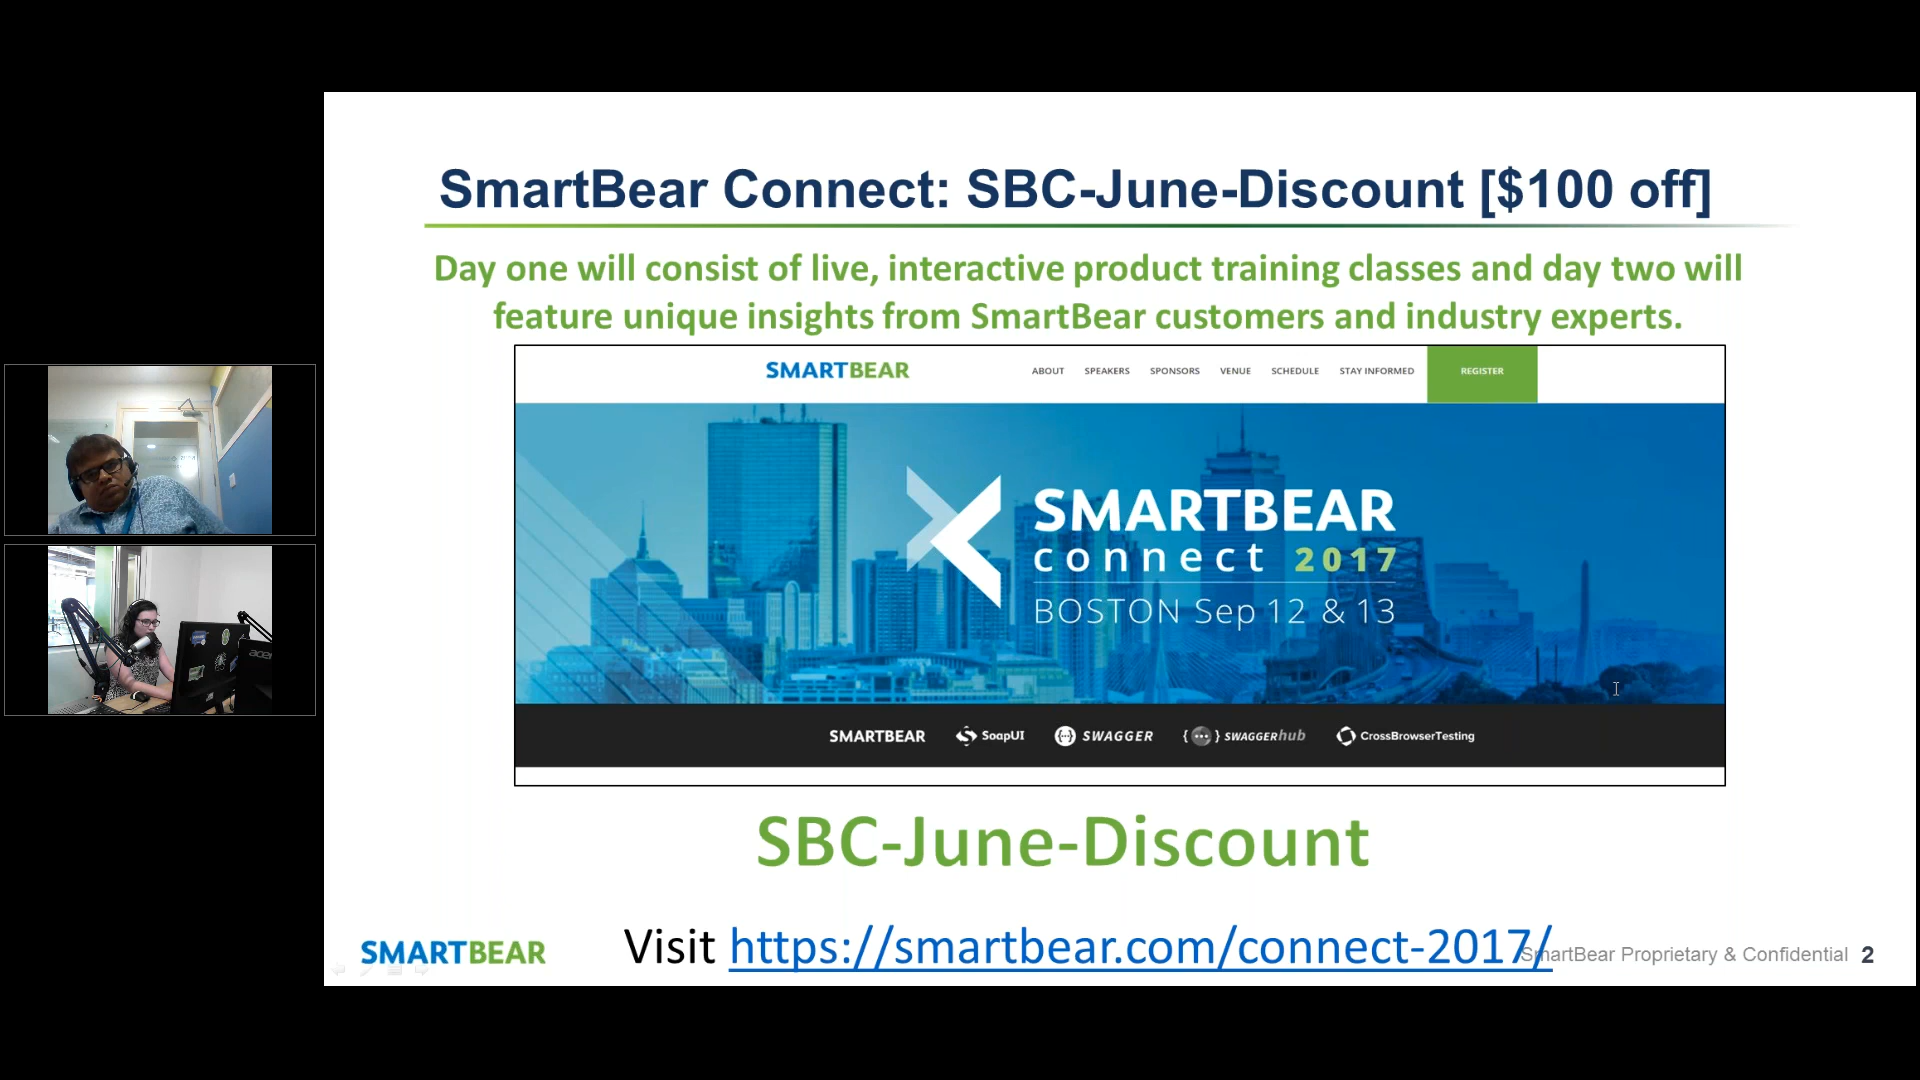 SmartBear Connect: SBC-June-Discount [$100 off]
Day one will consist of live, interactive product training classes and day two will
feature unique insights from SmartBear customers and industry experts.
SMARTBEAR
ABOUT SPEAKERS SPONSORS VENUE SCHEDULE STAY INFORMED REGISTER
SMARTBEAR
connect 2017
BOSTON Sep 12 & 13
SMARTBEAR SoapUI SWAGGER SWAGGERhub CrossBrowserTesting
SBC-June-Discount
SMARTBEAR
Visit https://smartbear.com/connect-2017/
SmartBear Proprietary & Confidential 2
acer